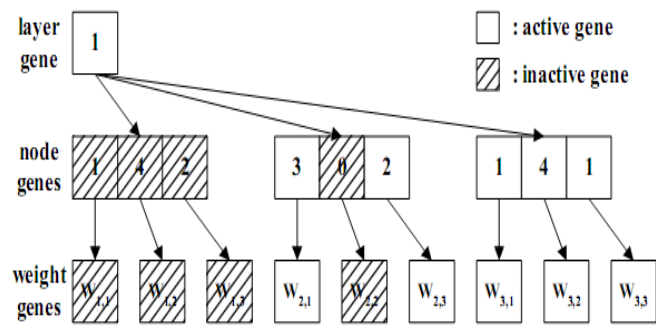 layer gene
1
: active gene
: inactive gene
node genes
1 4 2
3 0 2
1 4 1
weight genes
W1,1 W1,2 W1,3 W2,1 W2,2 W2,3 W3,1 W3,2 W3,3